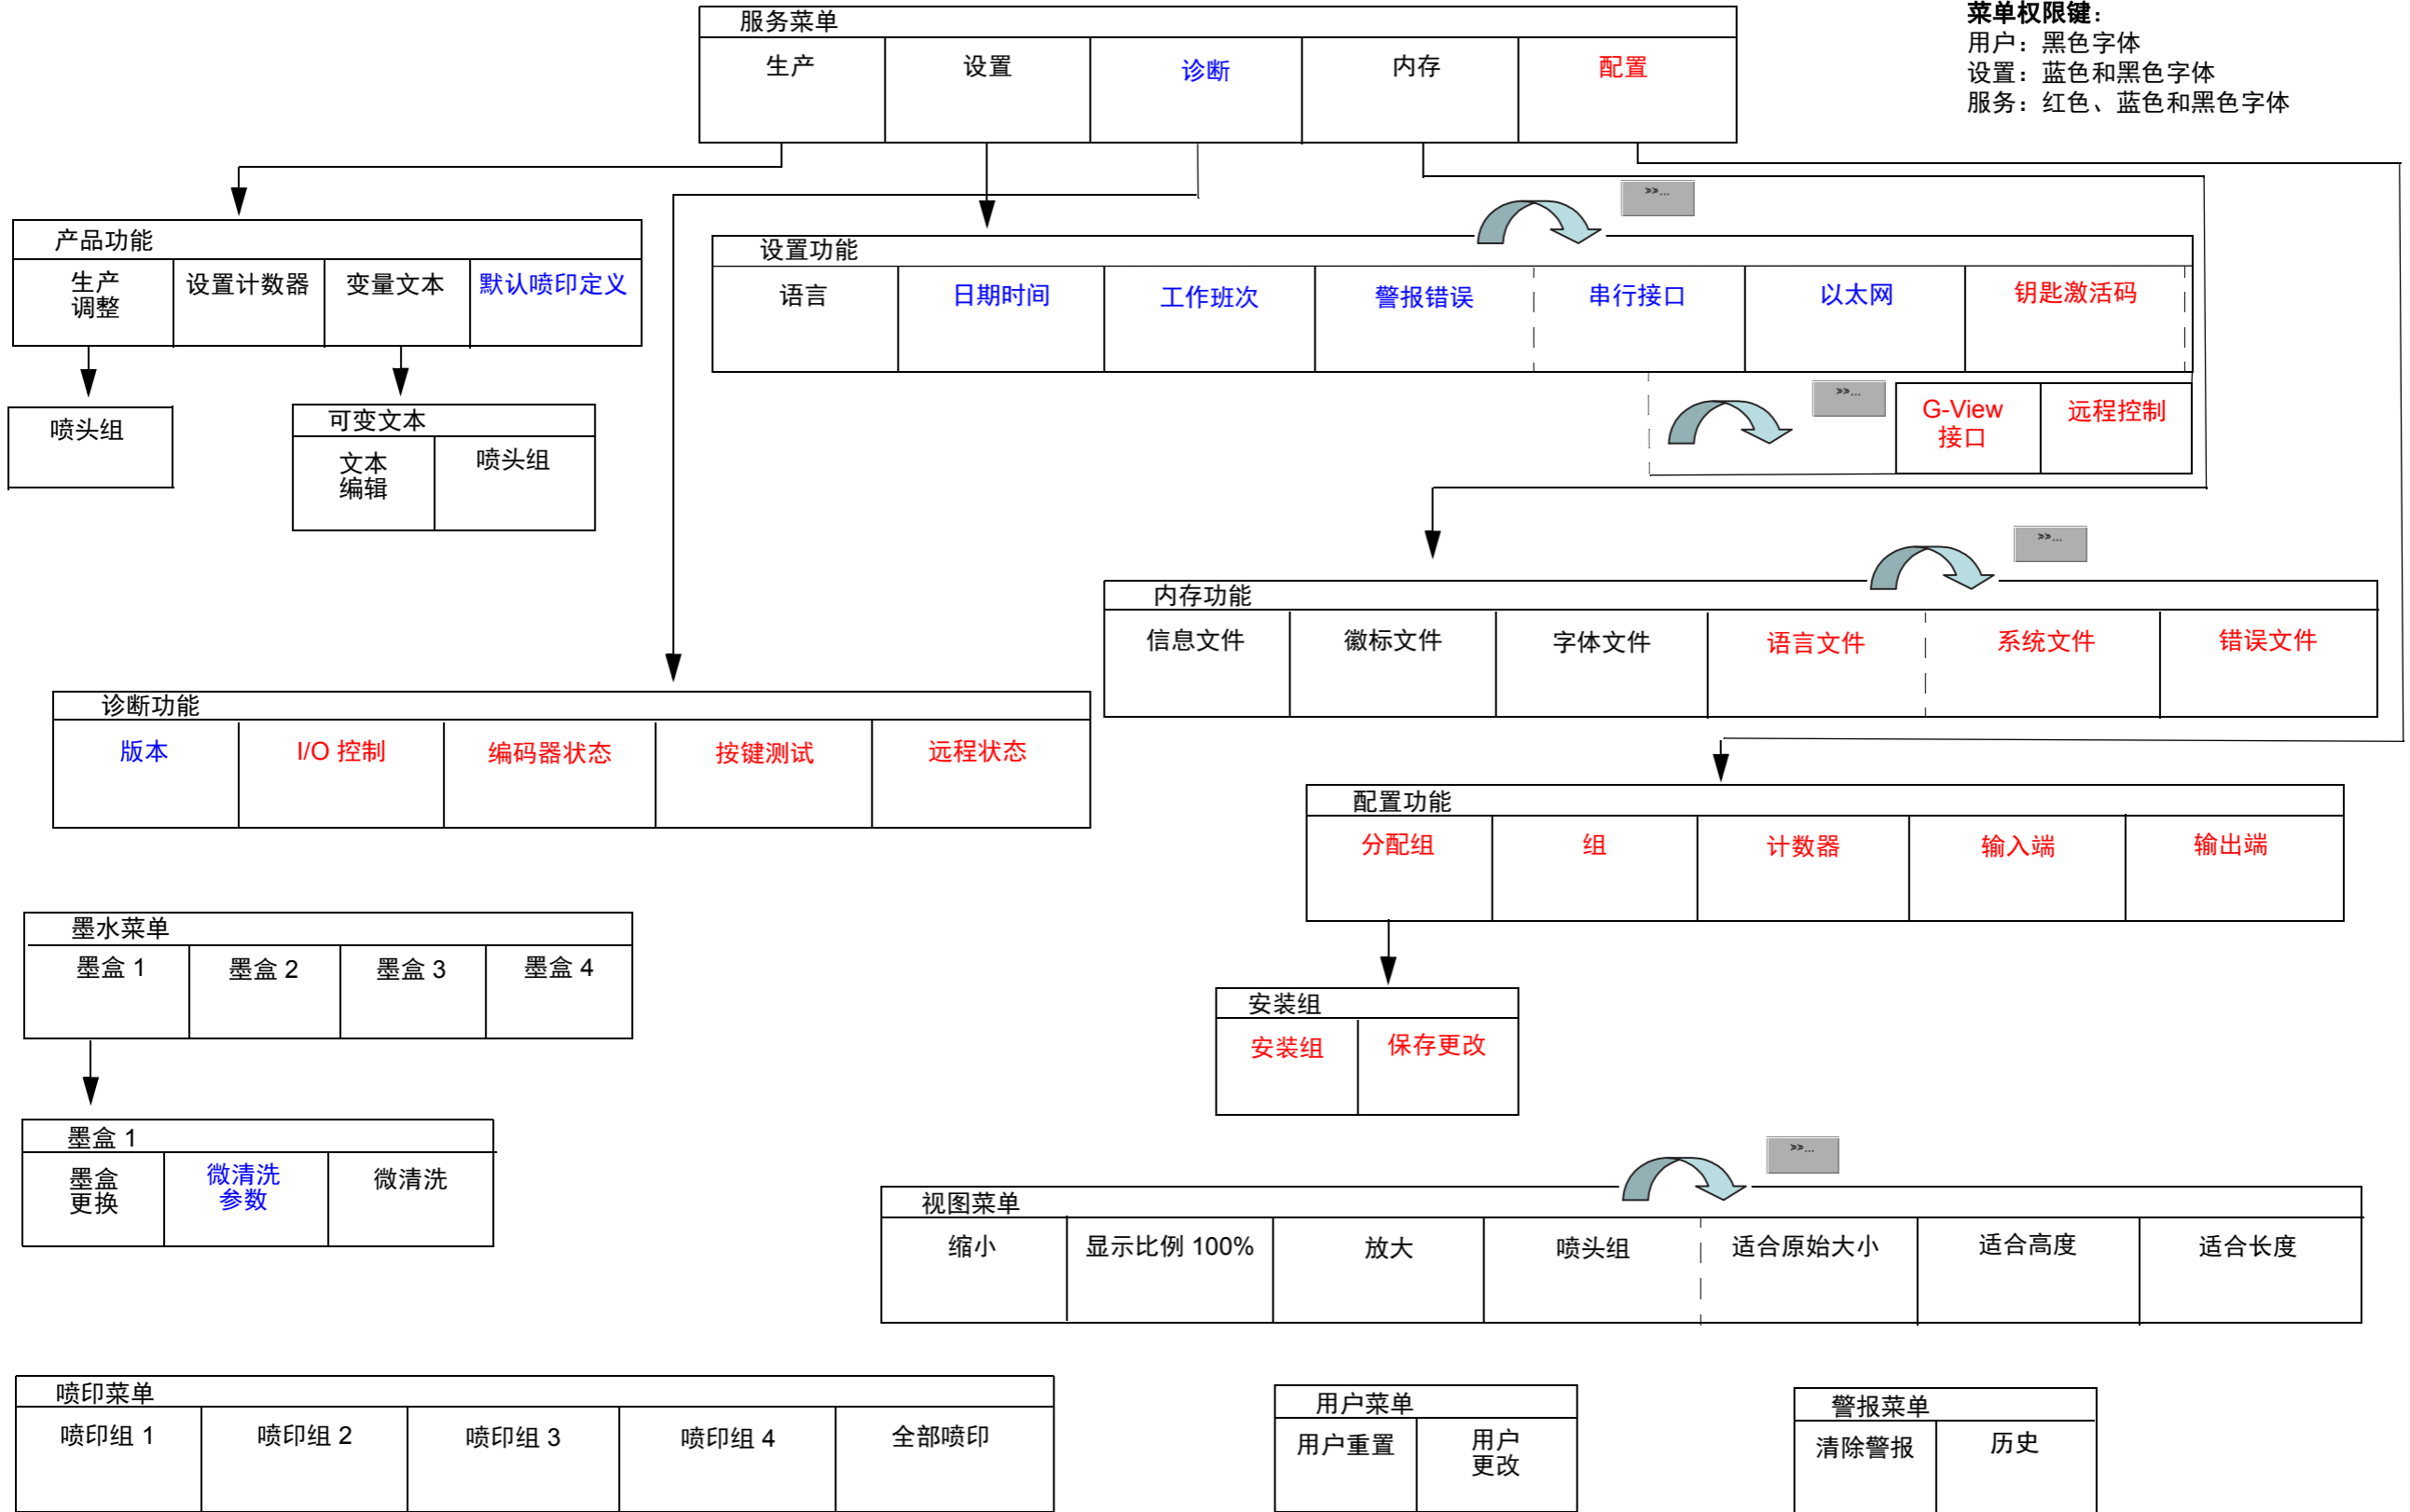 服务菜单
生产 设置 诊断 内存 配置
菜单权限键：
用户：黑色字体
设置：蓝色和黑色字体
服务：红色、蓝色和黑色字体
>>...
产品功能
生产
调整
设置计数器 变量文本 默认喷印定义
设置功能
语言 日期时间 工作班次 警报错误 串行接口 以太网 钥匙激活码
>>...
G-View
接口
远程控制
喷头组
可变文本
文本
编辑
喷头组
>>...
内存功能
信息文件 徽标文件 字体文件 语言文件 系统文件 错误文件
诊断功能
版本 I/O 控制 编码器状态 按键测试 远程状态
配置功能
分配组 组 计数器 输入端 输出端
墨水菜单
墨盒 1 墨盒 2 墨盒 3 墨盒 4
安装组
安装组 保存更改
墨盒 1
墨盒
更换
微清洗
参数
微清洗
>>...
视图菜单
缩小 显示比例 100% 放大 喷头组 适合原始大小 适合高度 适合长度
喷印菜单
喷印组 1 喷印组 2 喷印组 3 喷印组 4 全部喷印
用户菜单
用户重置
用户
更改
警报菜单
清除警报 历史